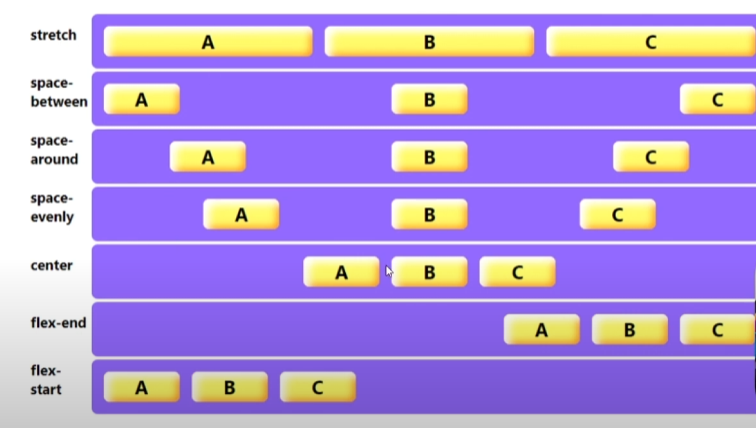 stretch
A B C
space-
between
A B C
space-
around
A B C
space-
evenly
A B C
center
A B C
flex-end
A B C
flex-
start
A B C